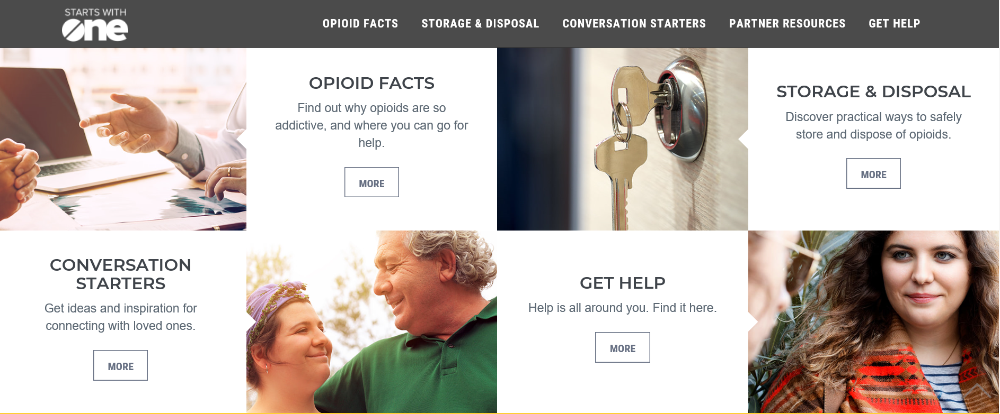 STARTS WITH
one
OPIOID FACTS
STORAGE & DISPOSAL
CONVERSATION STARTERS
PARTNER RESOURCES
GET HELP
OPIOID FACTS
Find out why opioids are so
addictive, and where you can go for
help.
MORE
STORAGE & DISPOSAL
Discover practical ways to safely
store and dispose of opioids.
MORE
CONVERSATION
STARTERS
Get ideas and inspiration for
connecting with loved ones.
MORE
GET HELP
Help is all around you. Find it here.
MORE